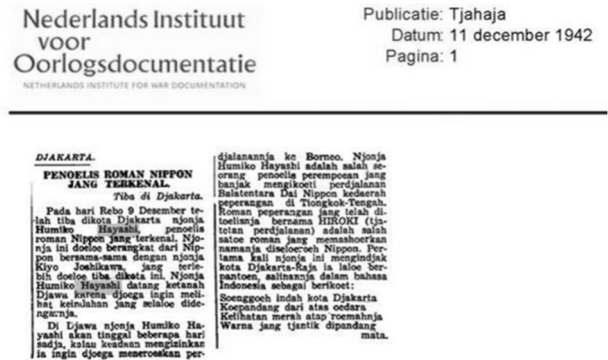 Nederlands Instituut
voor
Oorlogsdocumentatie
NETHERLANDS INSTITUTE FOR WAR DOCUMENTATION
Publicatie: Tjahaja
Datum: 11 december 1942
Pagina: 1
DJAKARTA.
PENOELIS ROMAN NIPPON
JANG TERKENAL.
Tiba di Djakarta.
Pada hari Rebo 9 Desember te-
lah tiba dikota Djakarta njonja
Humiko Hayashi, penoelis
roman Nippon jang terkenal. Njo-
nja ini doeloe berangkat dari Nip-
pon bersama-sama dengan njonja
Kiyo Joshikawa, jang terle-
bih doeloe tiba dikota ini. Njonja
Humiko Hayashi datang ketanah
Djawa karena djoega ingin meli-
hat keindahan jang selaloe dide-
ngarnja.
Di Djawa njonja Humiko Ha-
yashi akan tinggal beberapa hari
sadja, kalau keadaan mengizinkan
ia ingin djoega meneroeskan per-
djalanannja ke Borneo. Njonja
Humiko Hayashi adalah salah se-
orang penoelis perempoean jang
banjak mengikoeti perdjalanan
Balatentara Dai Nippon kedaerah
peperangan di Tiongkok-Tengah.
Roman peperangan jang telah di-
toelisnja bernama HIROKI (tja-
tetan perdjalanan) adalah salah
satoe roman jang memashoerkan
namanja diseloeroeh Nippon. Per-
tama kali njonja ini mengindjak
kota Djakarta-Raja ia laloe ber-
pantoen, salinannja dalam bahasa
Indonesia sebagai berikoet:
Soenggoeh indah kota Djakarta
Koepandang dari atas oedara
Kelihatan merah atap roemahnja
Warna jang tjantik dipandang
mata.